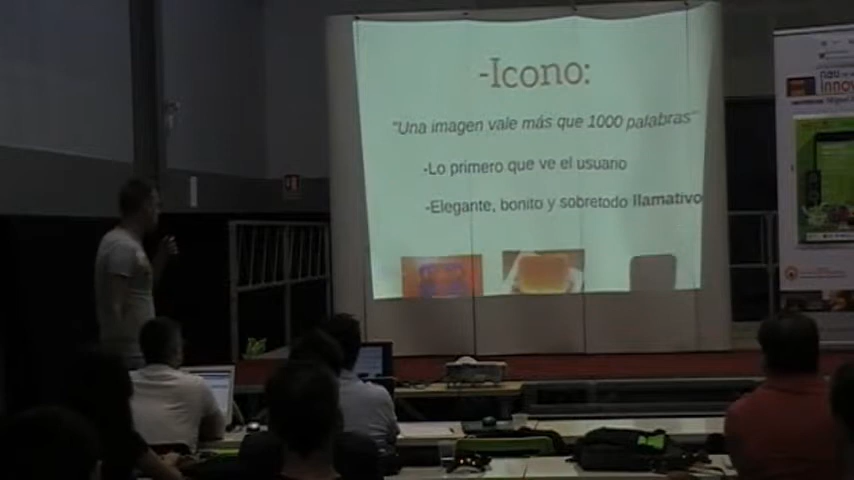 -Icono:
"Una imagen vale más que 1000 palabras"
-Lo primero que ve el usuario
-Elegante, bonito y sobretodo llamativo